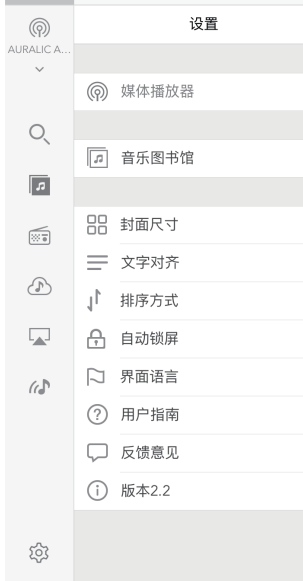 设置
AURALIC A...
媒体播放器
音乐图书馆
封面尺寸
文字对齐
排序方式
自动锁屏
界面语言
用户指南
反馈意见
版本2.2